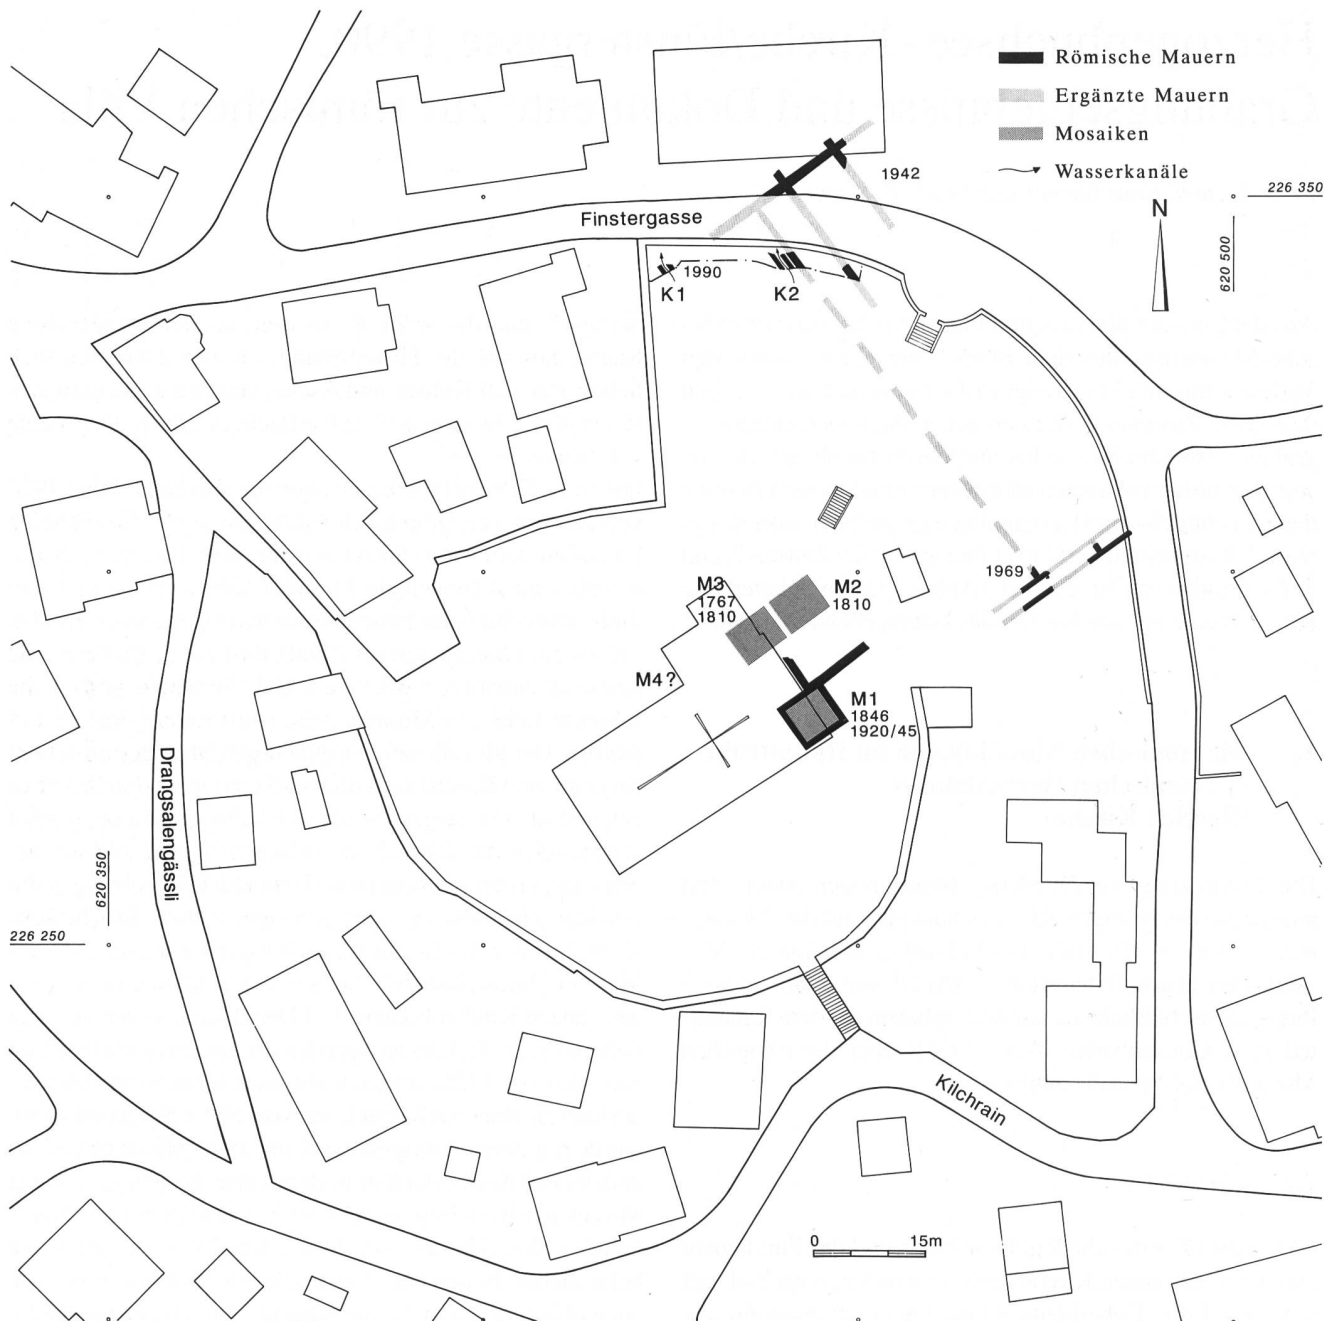 Römische Mauern
Ergänzte Mauern
Mosaiken
Wasserkanäle
1942
226 350
N
Finstergasse
620 500
1990
K1
K2
1969
M3
1767
1810
M2
1810
M4?
M1
1846
1920/45
Drangsalengässli
620 350
226 250
Kilchrain
0 15m